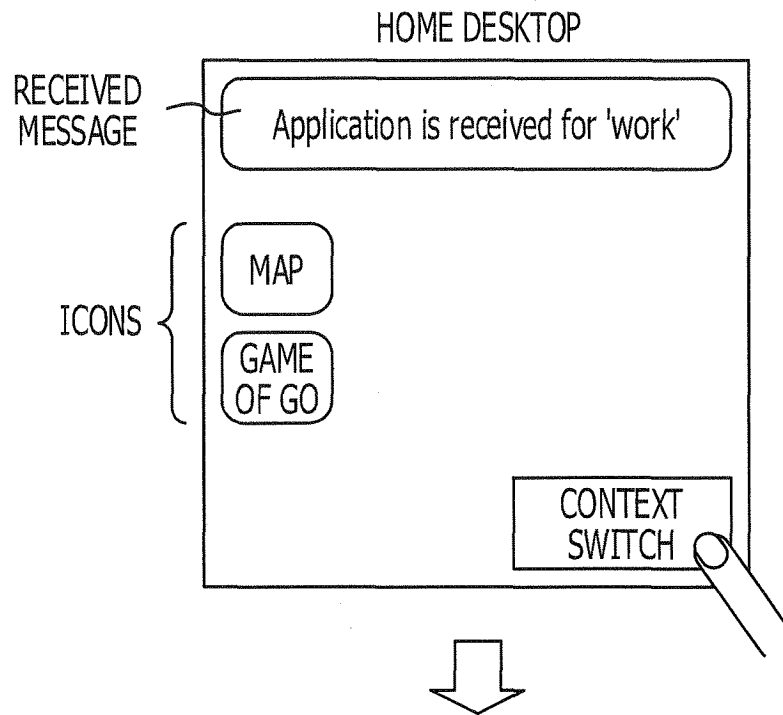 HOME DESKTOP
RECEIVED
MESSAGE
Application is received for 'work'
ICONS
MAP
GAME
OF GO
CONTEXT
SWITCH